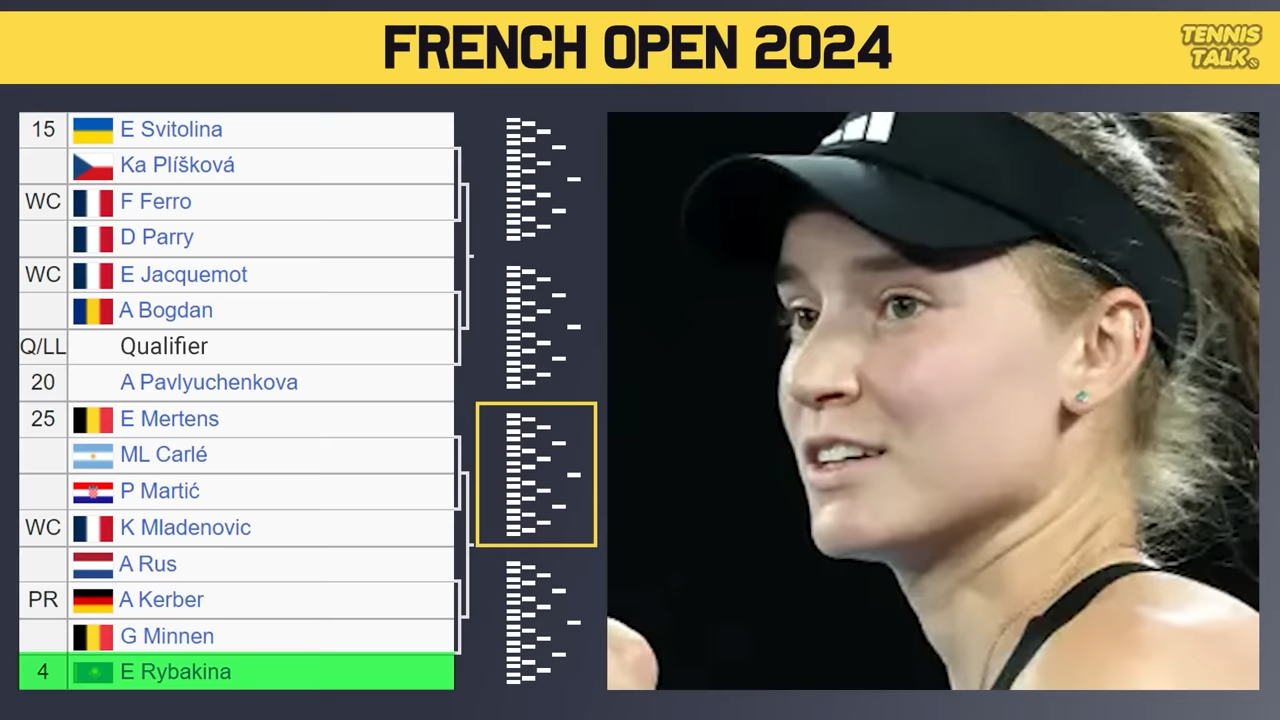 FRENCH OPEN 2024
TENNIS
TALK
15 E Svitolina
Ka Plíšková
WC F Ferro
D Parry
WC E Jacquemot
A Bogdan
Q/LL Qualifier
20 A Pavlyuchenkova
25 E Mertens
ML Carlé
P Martić
WC K Mladenovic
A Rus
PR A Kerber
G Minnen
4 E Rybakina